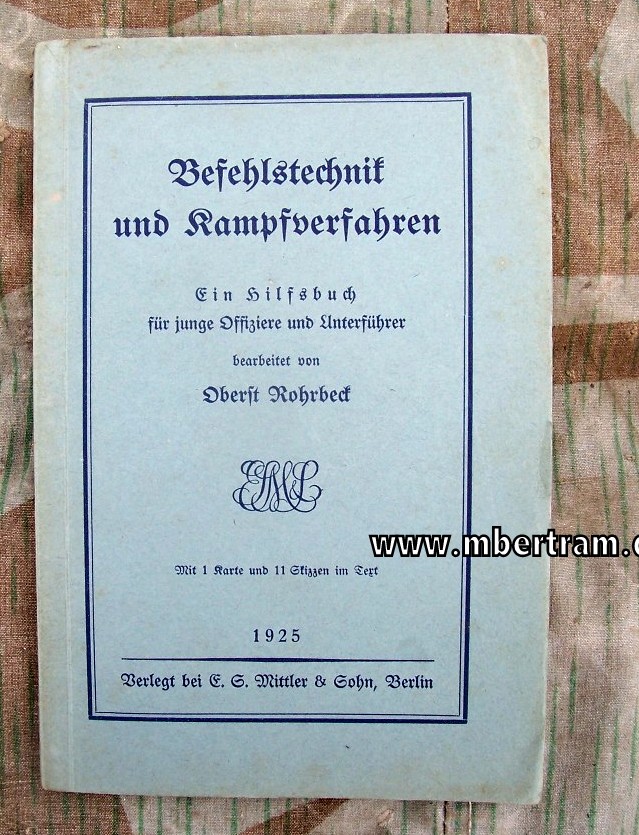 Befehlstechnik
und Kampfverfahren
Ein Hilfsbuch
für junge Offiziere und Unterführer
bearbeitet von
Oberst Rohrbeck
www.mbertram.
Mit 1 Karte und 11 Skizzen im Text
1925
Verlegt bei E. S. Mittler & Sohn, Berlin